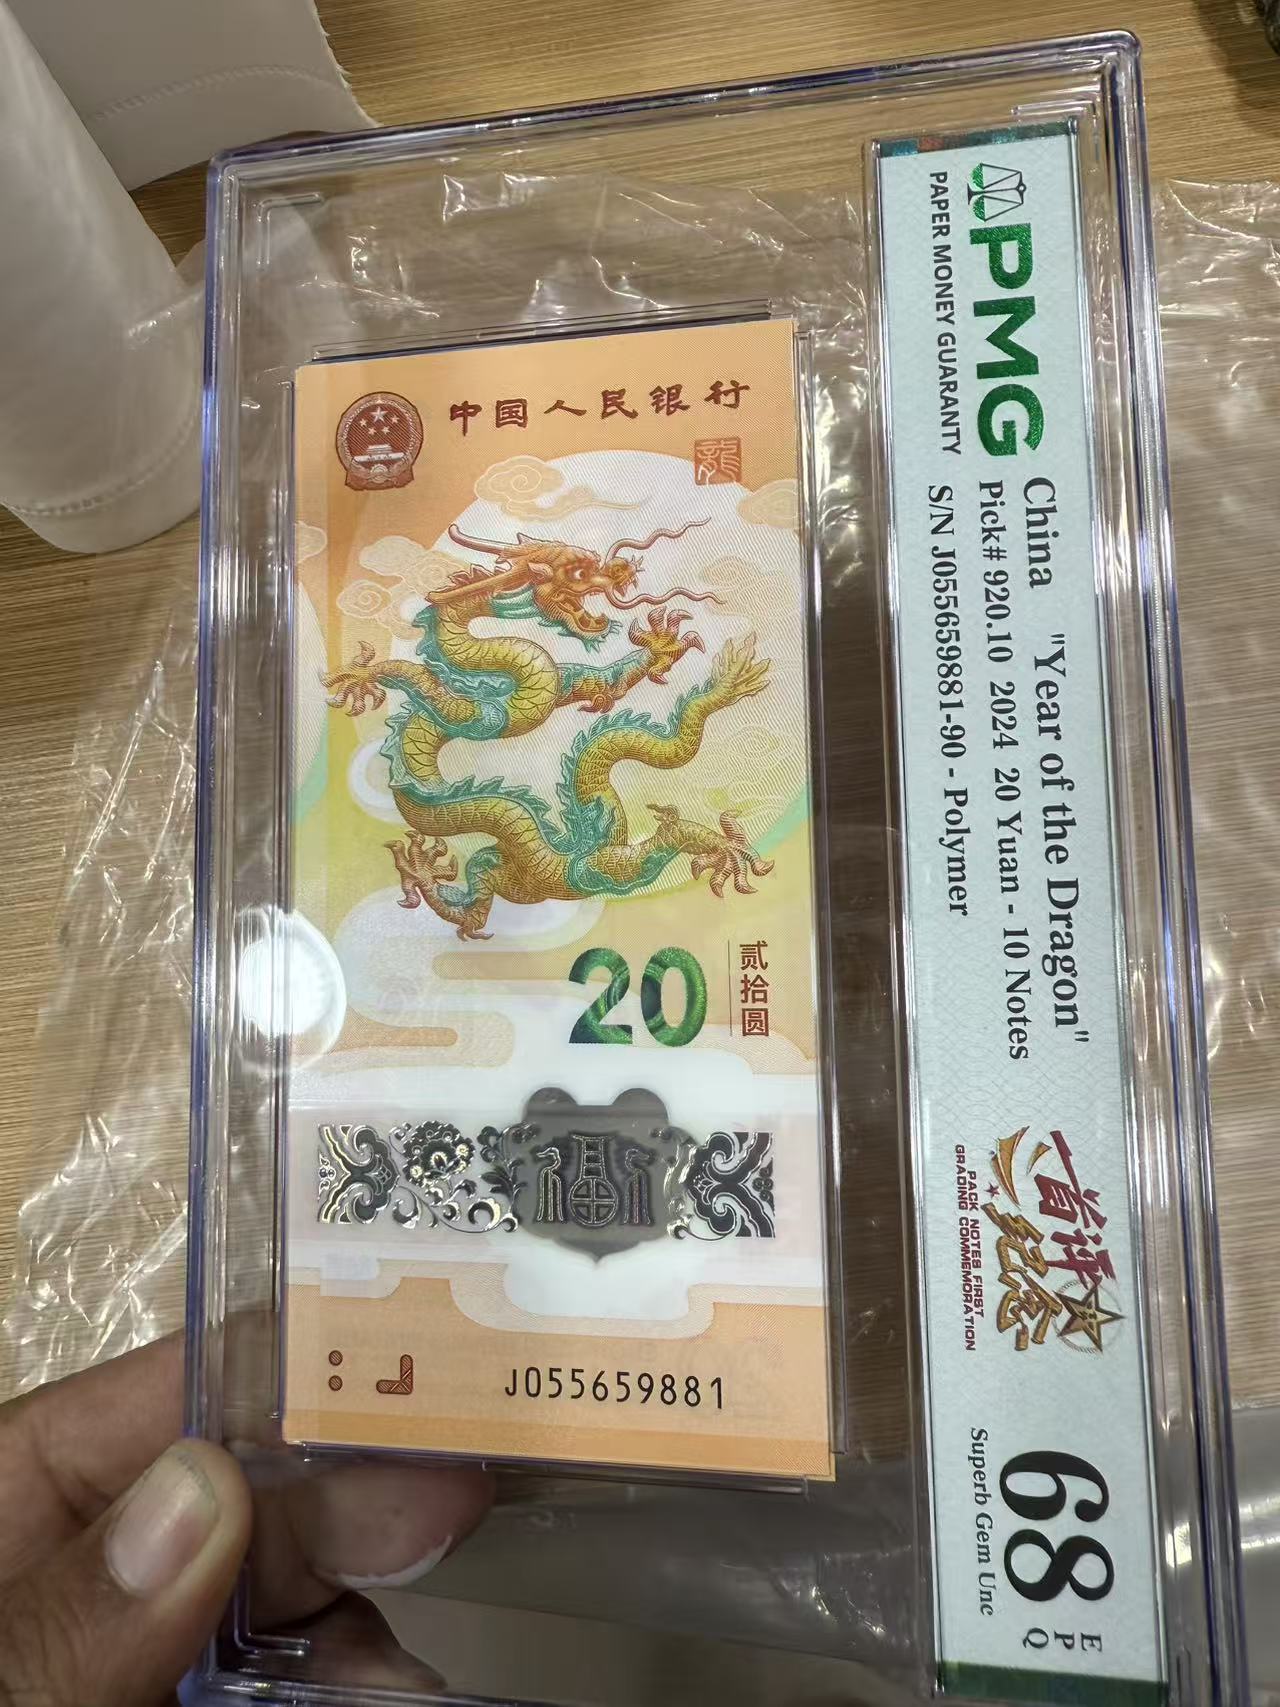 中国人民银行
龍
20
贰拾圆
J055659881
PMG
PAPER MONEY GUARANTY
China "Year of the Dragon"
Pick# 920.10 2024 20 Yuan - 10 Notes
S/N J055659881-90 - Polymer
首评
纪念
PACK NOTES FIRST
GRADING COMMEMORATION
68
EPQ
Superb Gem Unc